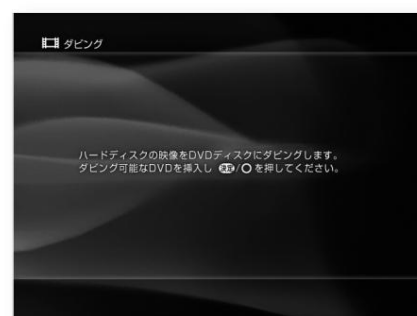 ダビング
ハードディスクの映像をDVDディスクにダビングします。
ダビング可能なDVDを挿入し 決定/○ を押してください。